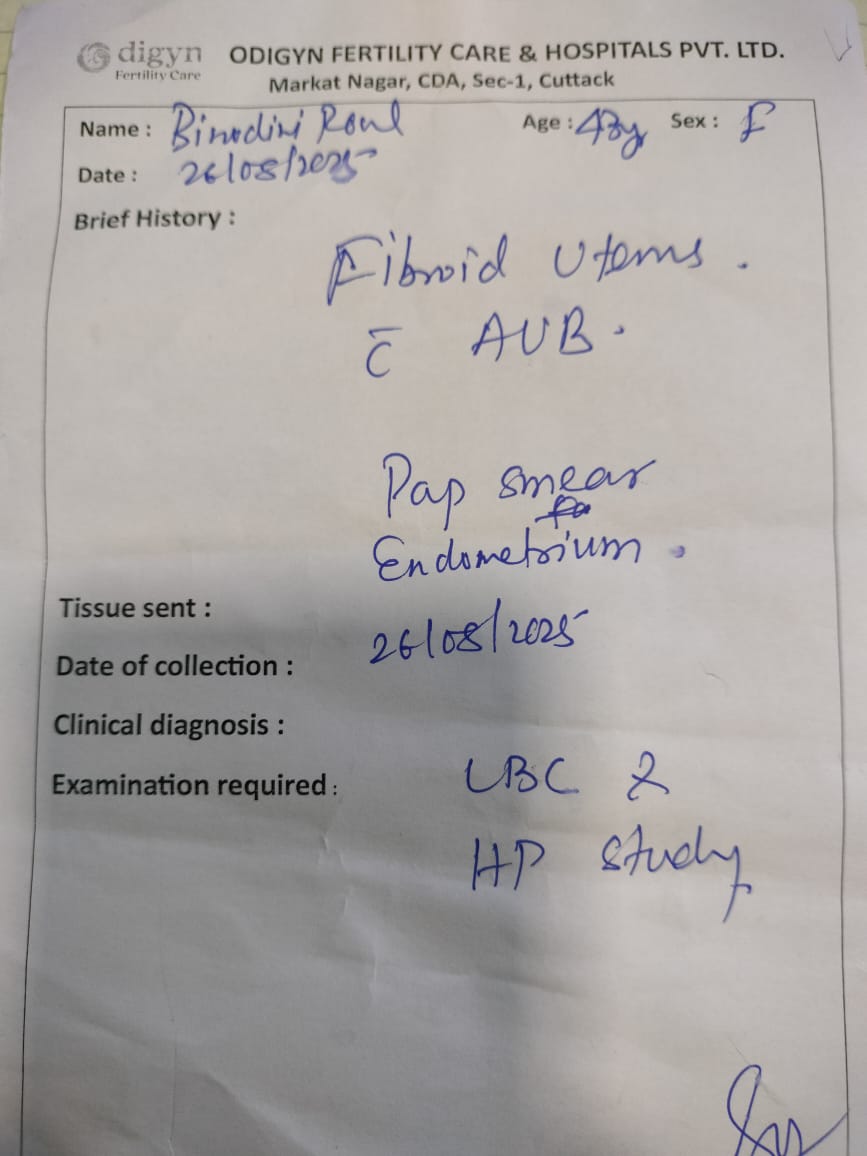 digyn ODIGYN FERTILITY CARE & HOSPITALS PVT. LTD.
Fertility Care Markat Nagar, CDA, Sec-1, Cuttack
Name : Binodini Roul Age : 43y Sex : F
Date : 26/08/2025
Brief History :
Fibroid Uterus.
c̄ AUB.
Pap smear
Endometrium.
Tissue sent :
26/08/2025
Date of collection :
Clinical diagnosis :
Examination required : LBC &
HP study